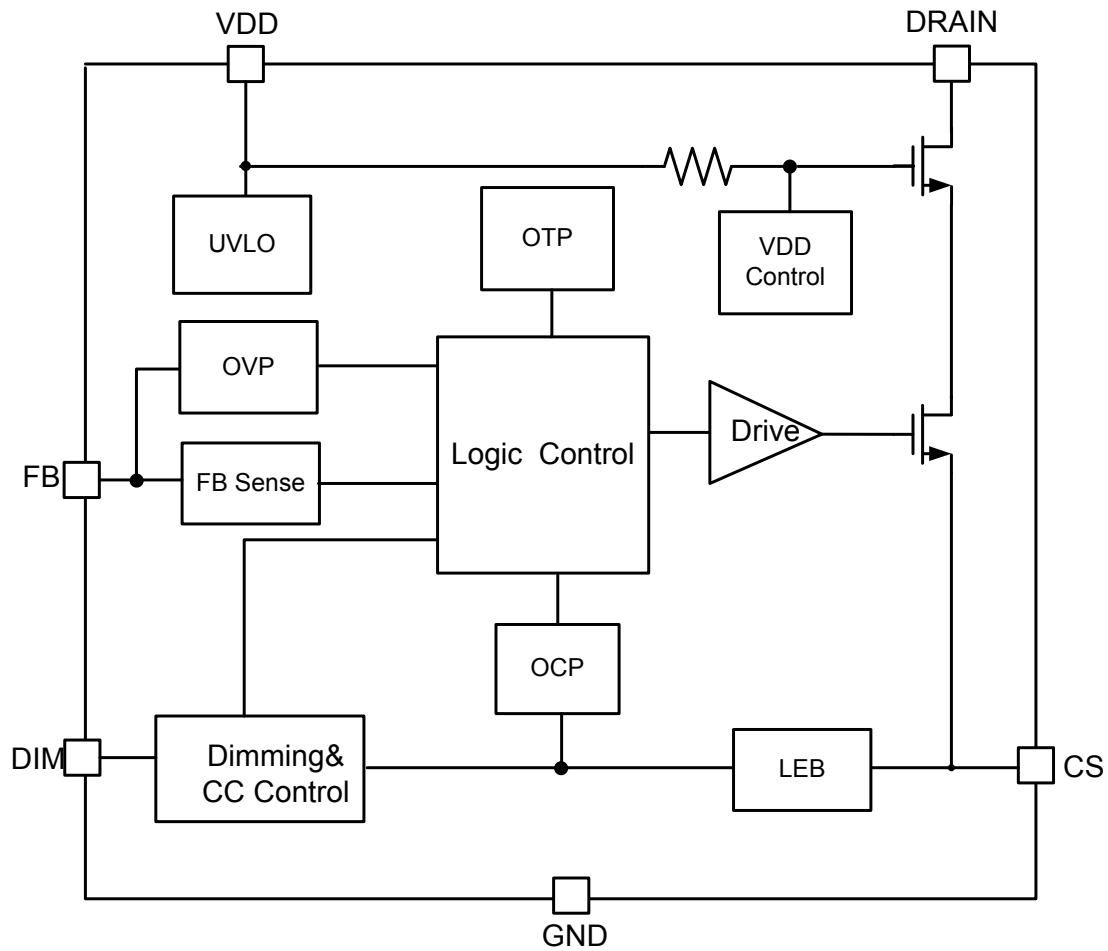 VDD
DRAIN
UVLO
OTP
VDD
Control
OVP
Logic Control
Drive
FB
FB Sense
OCP
DIM
Dimming&
CC Control
LEB
CS
GND